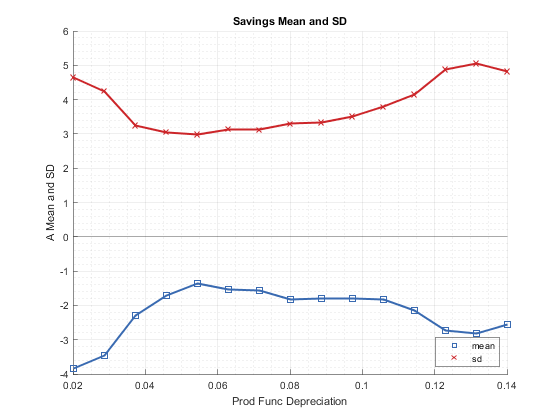 Savings Mean and SD
6
5
4
3
2
1
0
-1
-2
-3
-4
A Mean and SD
0.02 0.04 0.06 0.08 0.1 0.12 0.14
Prod Func Depreciation
mean
sd